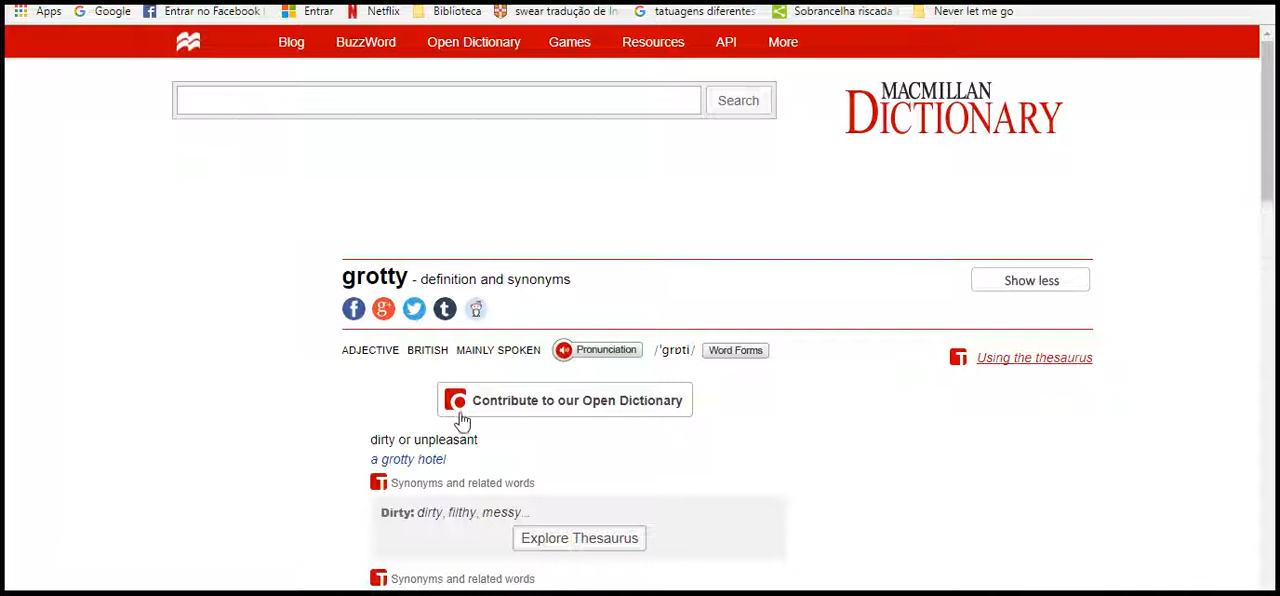 Apps Google Entrar no Facebook Entrar Netflix Biblioteca swear tradução de In tatuagens diferentes Sobrancelha riscada Never let me go
Blog BuzzWord Open Dictionary Games Resources API More
Search
MACMILLAN
DICTIONARY
grotty - definition and synonyms
Show less
ADJECTIVE BRITISH MAINLY SPOKEN Pronunciation /ˈɡrɒti/ Word Forms
Using the thesaurus
Contribute to our Open Dictionary
dirty or unpleasant
a grotty hotel
Synonyms and related words
Dirty: dirty, filthy, messy...
Explore Thesaurus
Synonyms and related words